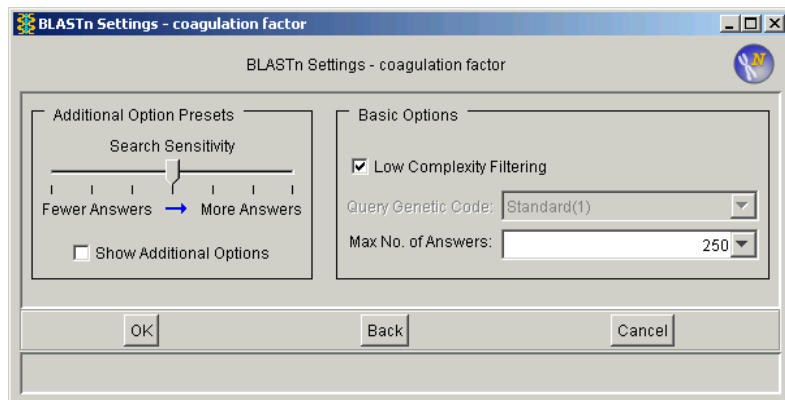 BLASTn Settings - coagulation factor
BLASTn Settings - coagulation factor
N
Additional Option Presets
Search Sensitivity
Fewer Answers → More Answers
Show Additional Options
Basic Options
Low Complexity Filtering
Query Genetic Code: Standard(1)
Max No. of Answers: 250
OK Back Cancel